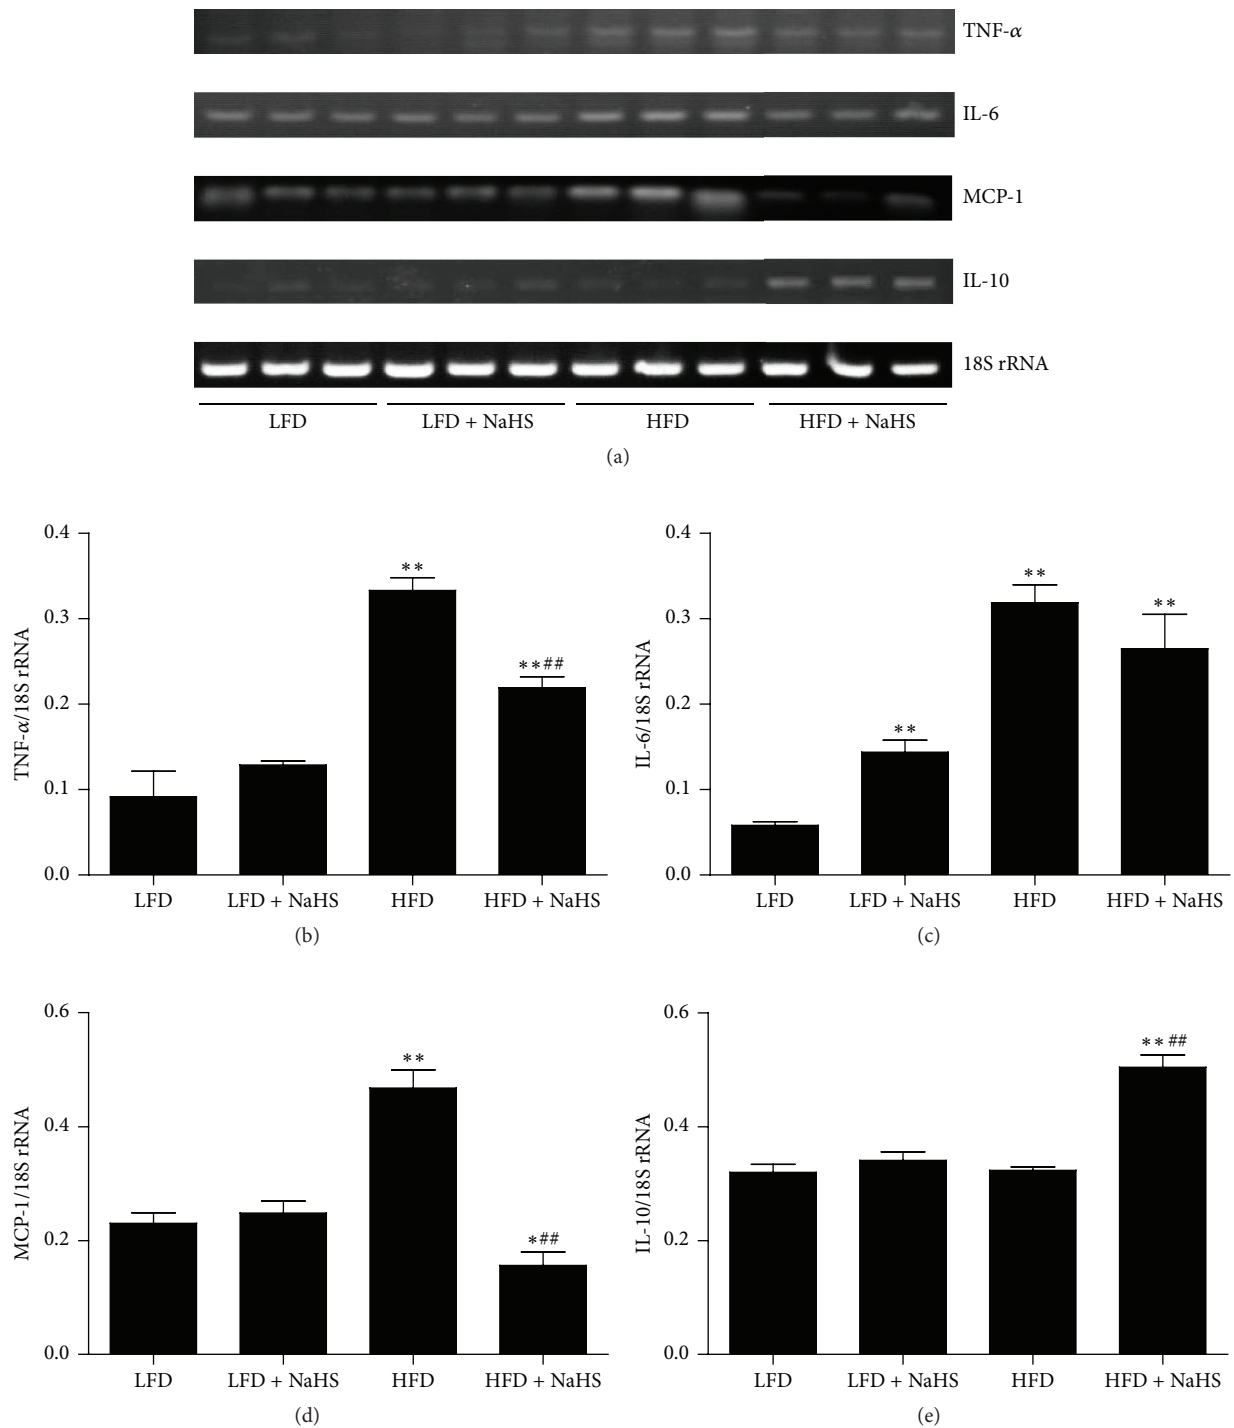 TNF-α
IL-6
MCP-1
IL-10
18S rRNA
LFD LFD + NaHS HFD HFD + NaHS
(a)
TNF-α/18S rRNA
0.4
0.3
0.2
0.1
0.0
**
**##
LFD LFD + NaHS HFD HFD + NaHS
(b)
IL-6/18S rRNA
0.4
0.3
0.2
0.1
0.0
**
**
**
LFD LFD + NaHS HFD HFD + NaHS
(c)
MCP-1/18S rRNA
0.6
0.4
0.2
0.0
**
*##
LFD LFD + NaHS HFD HFD + NaHS
(d)
IL-10/18S rRNA
0.6
0.4
0.2
0.0
**##
LFD LFD + NaHS HFD HFD + NaHS
(e)